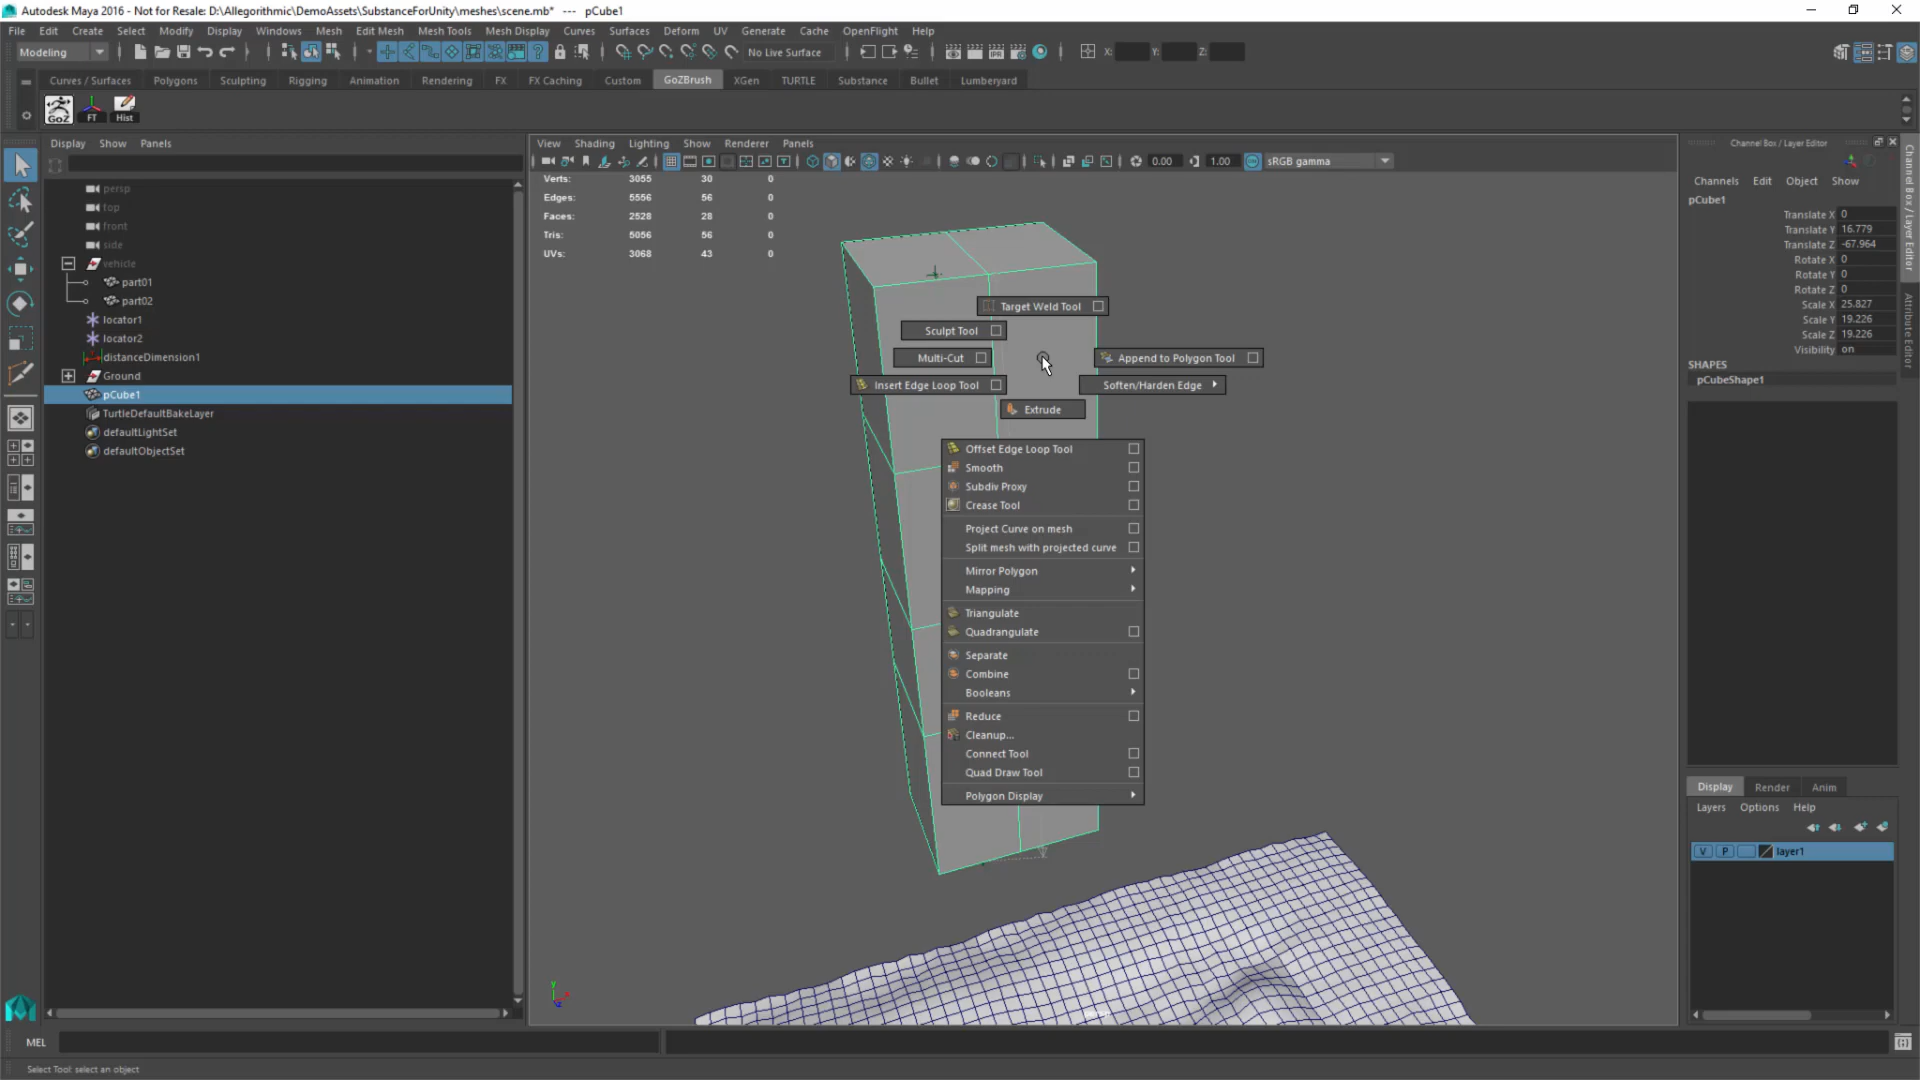 Autodesk Maya 2016 - Not for Resale: D:\Allegorithmic\DemoAssets\SubstanceForUnity\meshes\scene.mb* --- pCube1
File Edit Create Select Modify Display Windows Mesh Edit Mesh Mesh Tools Mesh Display Curves Surfaces Deform UV Generate Cache OpenFlight Help
Modeling No Live Surface X: Y: Z:
Curves / Surfaces Polygons Sculpting Rigging Animation Rendering FX FX Caching Custom GoZBrush XGen TURTLE Substance Bullet Lumberyard
GoZ FT Hist
Display Show Panels
View Shading Lighting Show Renderer Panels
Channel Box / Layer Editor
0.00 1.00 sRGB gamma
Verts: 3055 30 0
Edges: 5556 56 0
Faces: 2528 28 0
Tris: 5056 56 0
UVs: 3068 43 0
persp
top
front
side
vehicle
part01
part02
locator1
locator2
distanceDimension1
Ground
pCube1
TurtleDefaultBakeLayer
defaultLightSet
defaultObjectSet
Target Weld Tool
Sculpt Tool
Multi-Cut
Append to Polygon Tool
Insert Edge Loop Tool
Soften/Harden Edge
Extrude
Offset Edge Loop Tool
Smooth
Subdiv Proxy
Crease Tool
Project Curve on mesh
Split mesh with projected curve
Mirror Polygon
Mapping
Triangulate
Quadrangulate
Separate
Combine
Booleans
Reduce
Cleanup...
Connect Tool
Quad Draw Tool
Polygon Display
Channels Edit Object Show
pCube1
Translate X 0
Translate Y 16.779
Translate Z -67.964
Rotate X 0
Rotate Y 0
Rotate Z 0
Scale X 25.827
Scale Y 19.226
Scale Z 19.226
Visibility on
SHAPES
pCubeShape1
Channel Box / Layer Editor
Attribute Editor
Display Render Anim
Layers Options Help
V P layer1
y
MEL
Select Tool: select an object